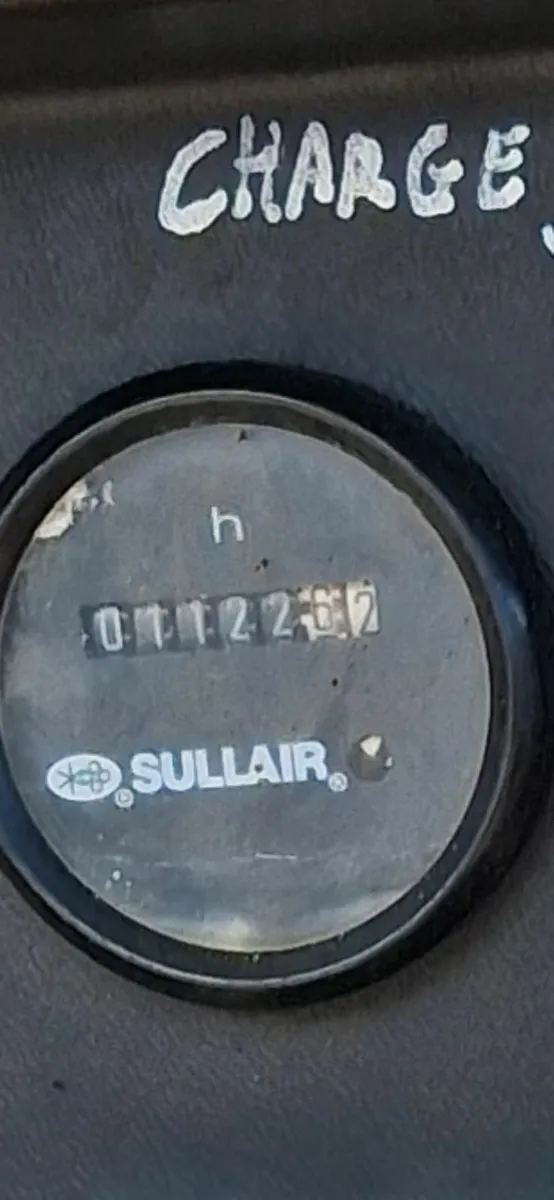 CHARGE
h
0112262
SULLAIR